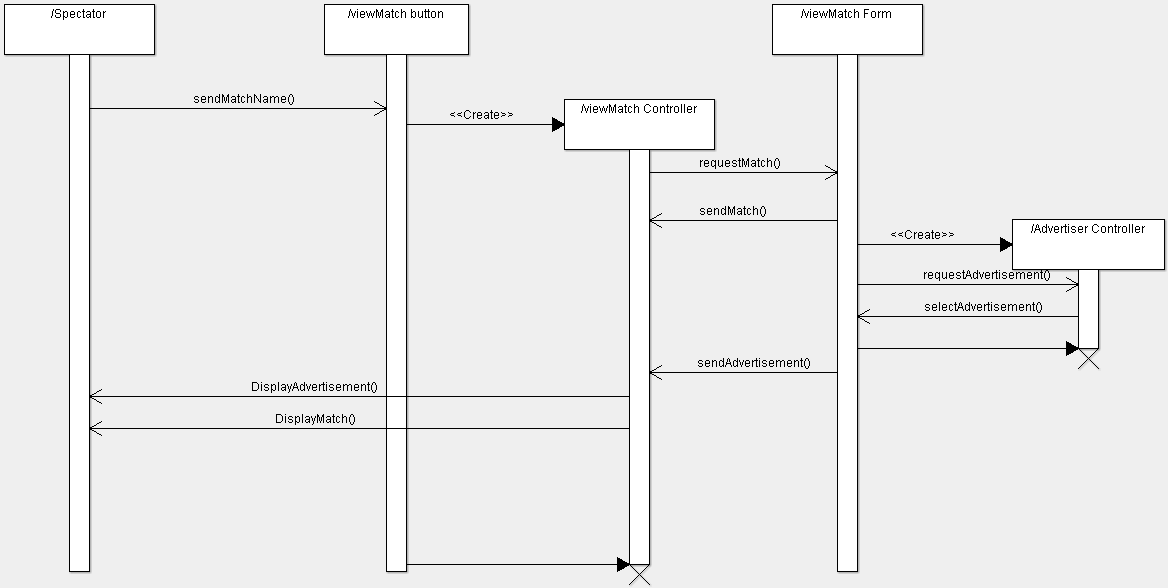 /Spectator
/viewMatch button
/viewMatch Form
sendMatchName()
<<Create>>
/viewMatch Controller
requestMatch()
sendMatch()
<<Create>>
/Advertiser Controller
requestAdvertisement()
selectAdvertisement()
sendAdvertisement()
DisplayAdvertisement()
DisplayMatch()